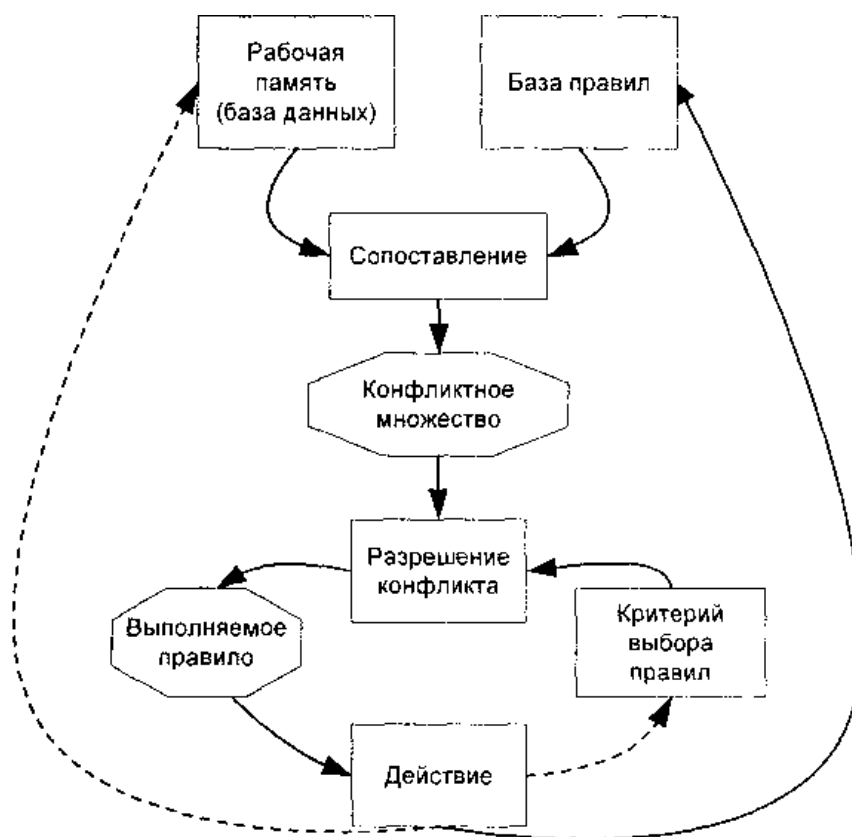 Рабочая
память
(база данных)
База правил
Сопоставление
Конфликтное
множество
Разрешение
конфликта
Выполняемое
правило
Критерий
выбора
правил
Действие